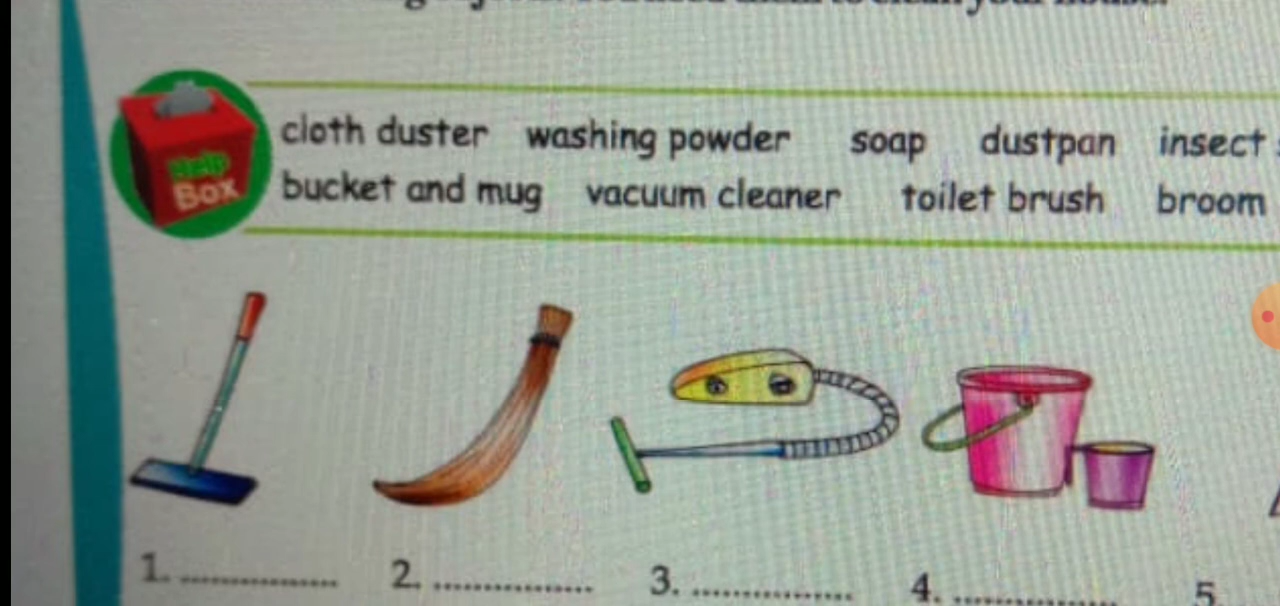 Help
Box
cloth duster washing powder soap dustpan insect
bucket and mug vacuum cleaner toilet brush broom
1. .................. 2. .................. 3. .................. 4. .................. 5